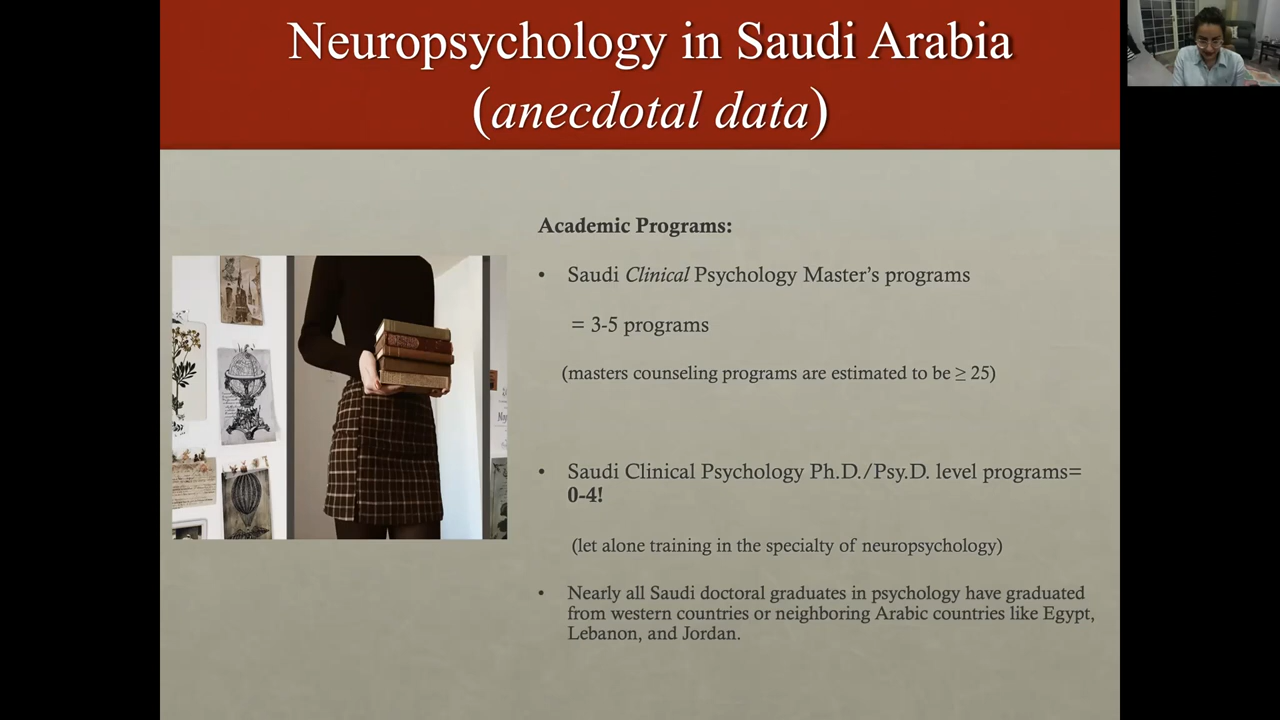 Neuropsychology in Saudi Arabia
(anecdotal data)
Academic Programs:
• Saudi Clinical Psychology Master’s programs
= 3-5 programs
(masters counseling programs are estimated to be ≥ 25)
• Saudi Clinical Psychology Ph.D./Psy.D. level programs=
0-4!
(let alone training in the specialty of neuropsychology)
• Nearly all Saudi doctoral graduates in psychology have graduated
from western countries or neighboring Arabic countries like Egypt,
Lebanon, and Jordan.